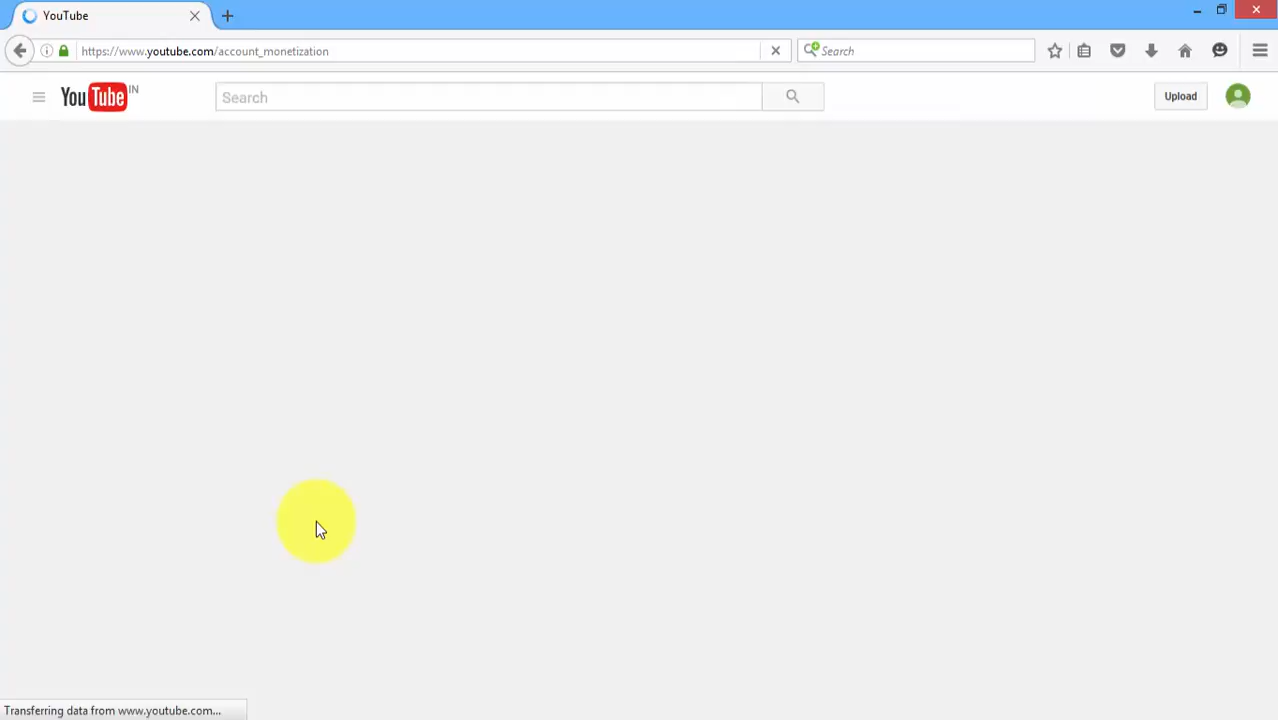 YouTube
https://www.youtube.com/account_monetization
Search
YouTube IN
Search
Upload
Transferring data from www.youtube.com...